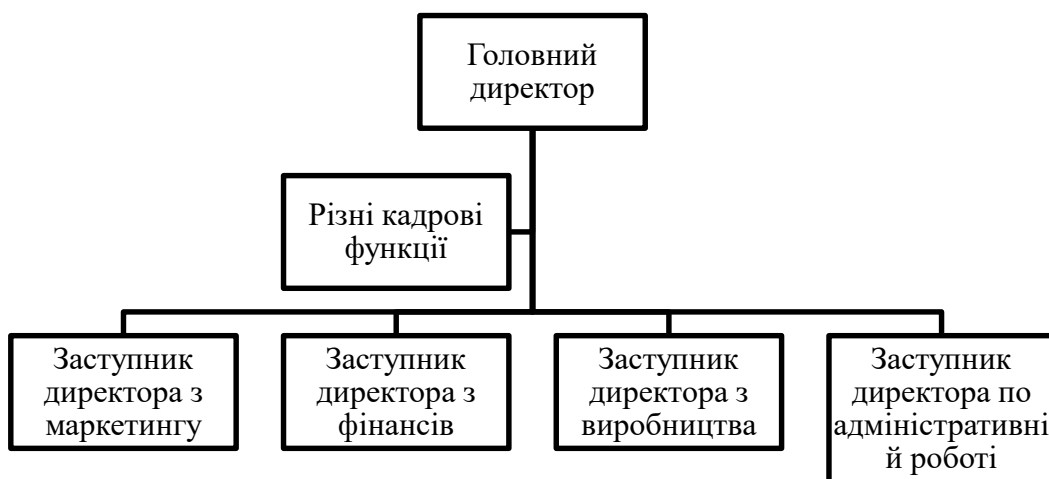 Головний
директор
Різні кадрові
функції
Заступник
директора з
маркетингу
Заступник
директора з
фінансів
Заступник
директора з
виробництва
Заступник
директора по
адміністративні
й роботі